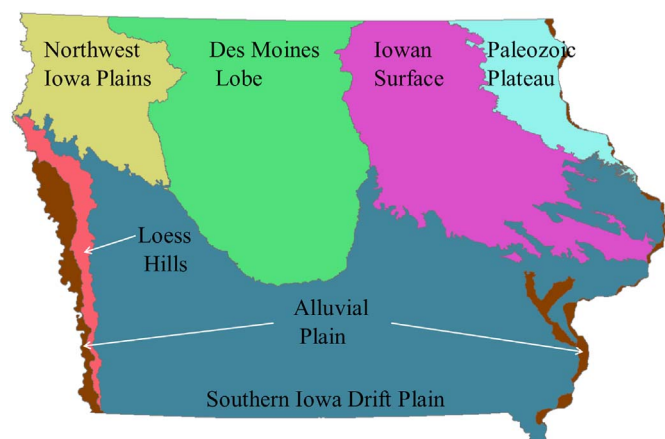 Northwest
Iowa Plains
Des Moines
Lobe
Iowan
Surface
Paleozoic
Plateau
Loess
Hills
Alluvial
Plain
Southern Iowa Drift Plain